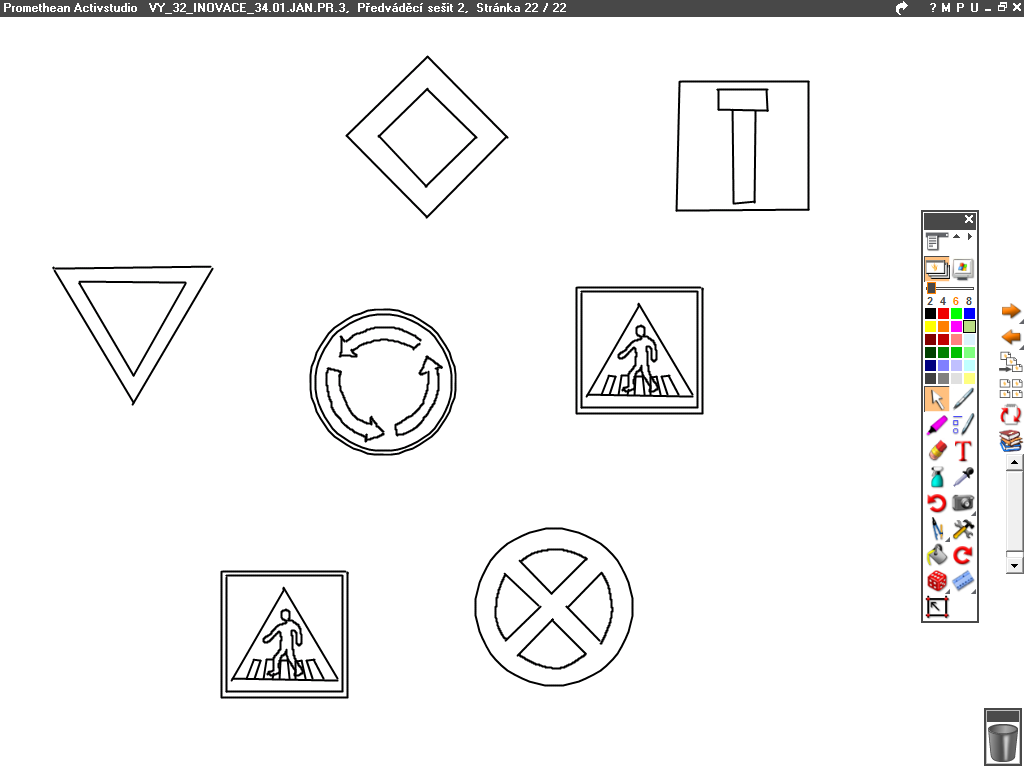 Promethean Activstudio VY_32_INOVACE_34.01.JAN.PR.3, Předváděcí sešit 2, Stránka 22 / 22
? M P U
2 4 6 8
T